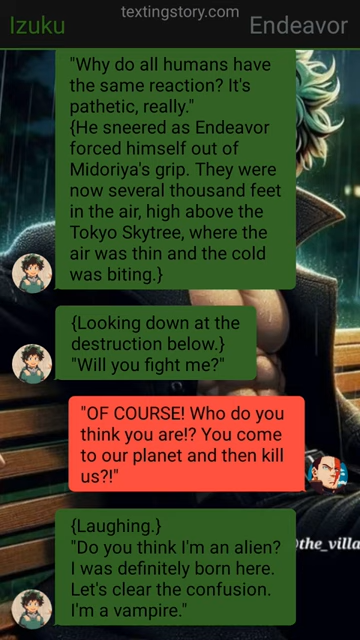 textingstory.com
Izuku
Endeavor
"Why do all humans have
the same reaction? It's
pathetic, really."
{He sneered as Endeavor
forced himself out of
Midoriya's grip. They were
now several thousand feet
in the air, high above the
Tokyo Skytree, where the
air was thin and the cold
was biting.}
{Looking down at the
destruction below.}
"Will you fight me?"
"OF COURSE! Who do you
think you are!? You come
to our planet and then kill
us?!"
{Laughing.}
"Do you think I'm an alien?
I was definitely born here.
Let's clear the confusion.
I'm a vampire."